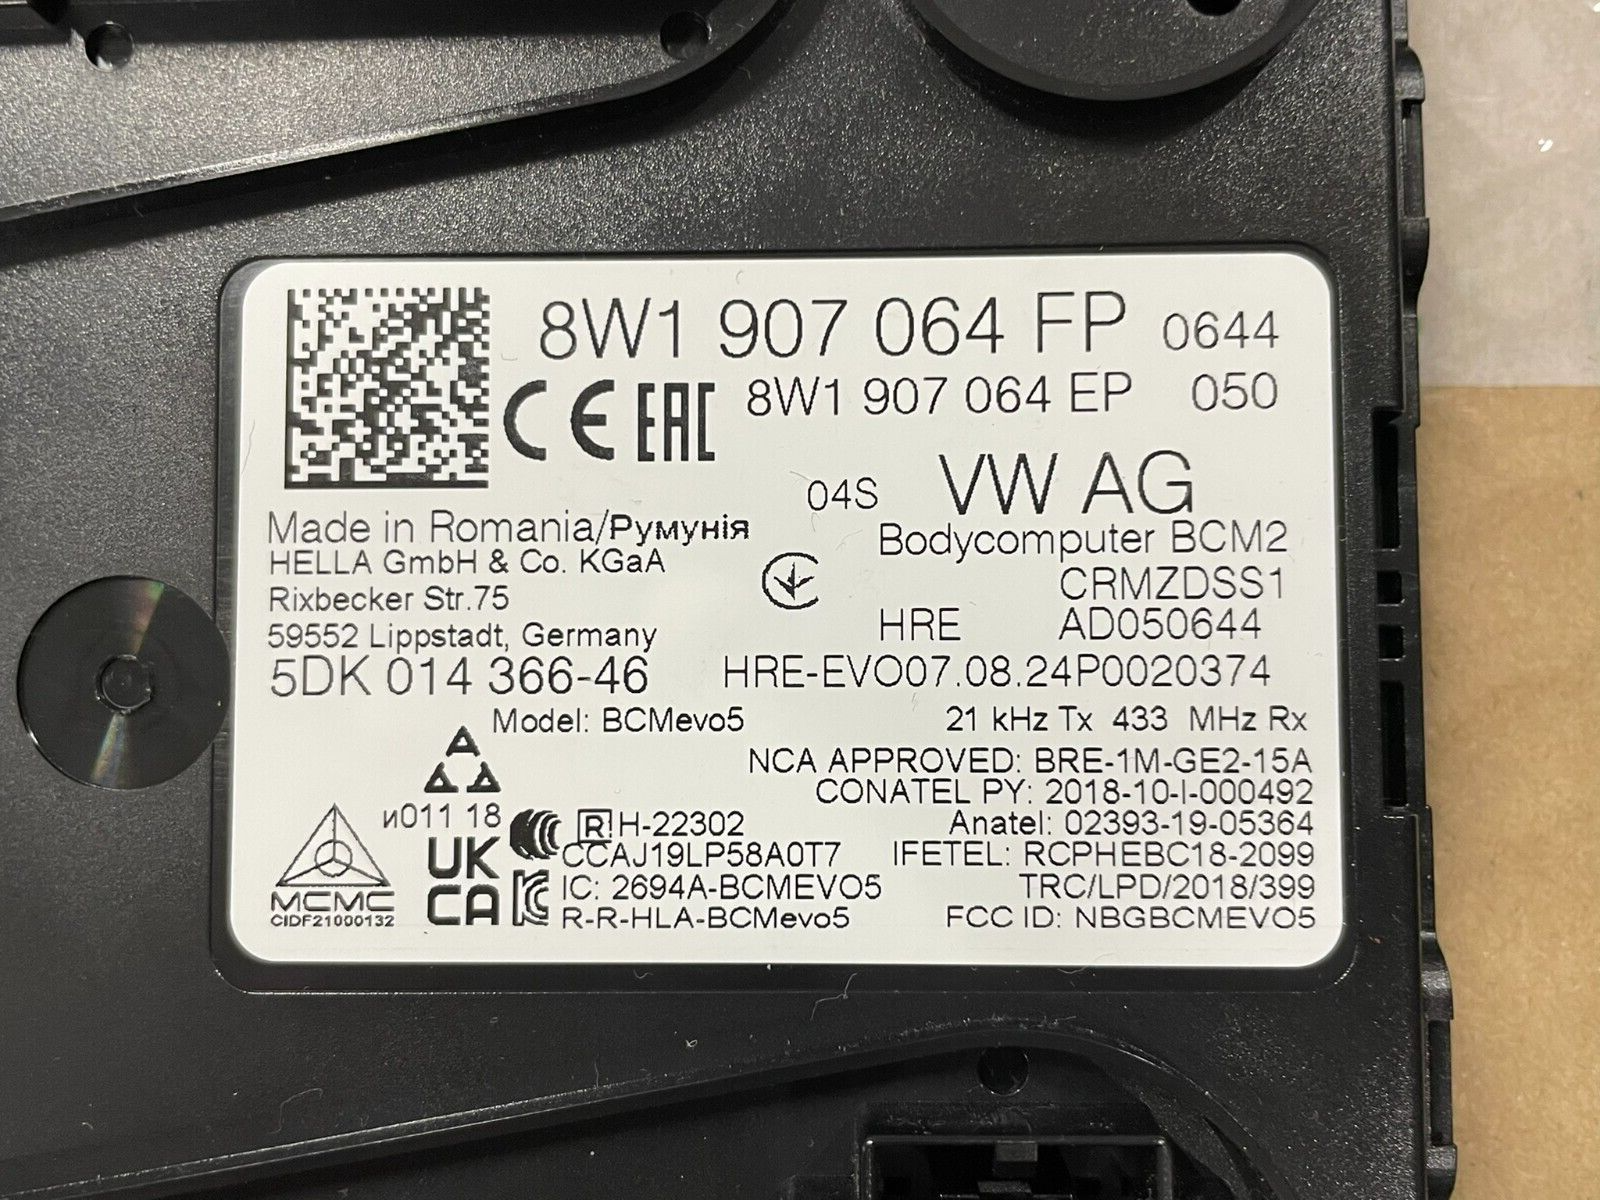 8W1 907 064 FP 0644
8W1 907 064 EP 050
CE EAC
04S VW AG
Made in Romania/Румунія
Bodycomputer BCM2
HELLA GmbH & Co. KGaA
CRMZDSS1
Rixbecker Str.75
HRE AD050644
59552 Lippstadt, Germany
5DK 014 366-46 HRE-EVO07.08.24P0020374
Model: BCMevo5 21 kHz Tx 433 MHz Rx
NCA APPROVED: BRE-1M-GE2-15A
CONATEL PY: 2018-10-I-000492
и011 18
R H-22302 Anatel: 02393-19-05364
UK CA
CCAJ19LP58A0T7 IFETEL: RCPHEBC18-2099
IC: 2694A-BCMEVO5 TRC/LPD/2018/399
MCMC
CIDF21000132
R-R-HLA-BCMevo5 FCC ID: NBGBCMEVO5